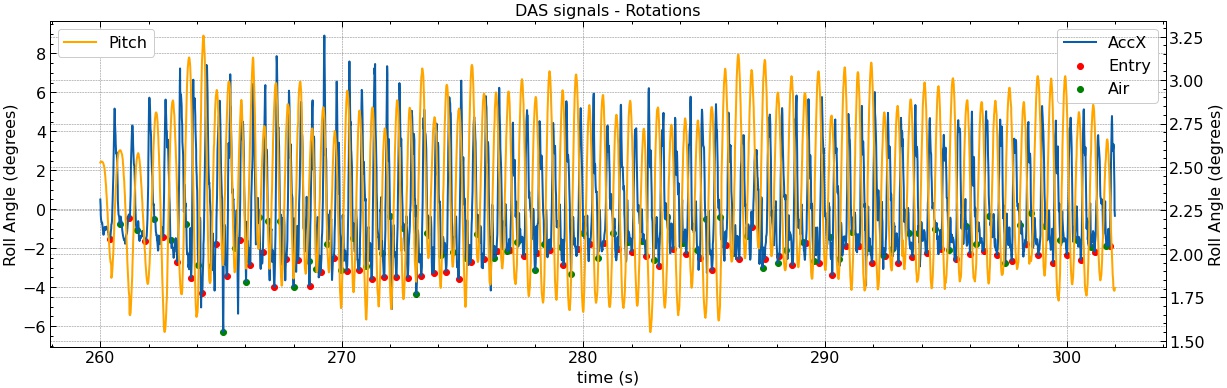 DAS signals - Rotations
Pitch
AccX
Entry
Air
Roll Angle (degrees)
8
6
4
2
0
−2
−4
−6
3.25
3.00
2.75
2.50
2.25
2.00
1.75
1.50
Roll Angle (degrees)
260
270
280
290
300
time (s)